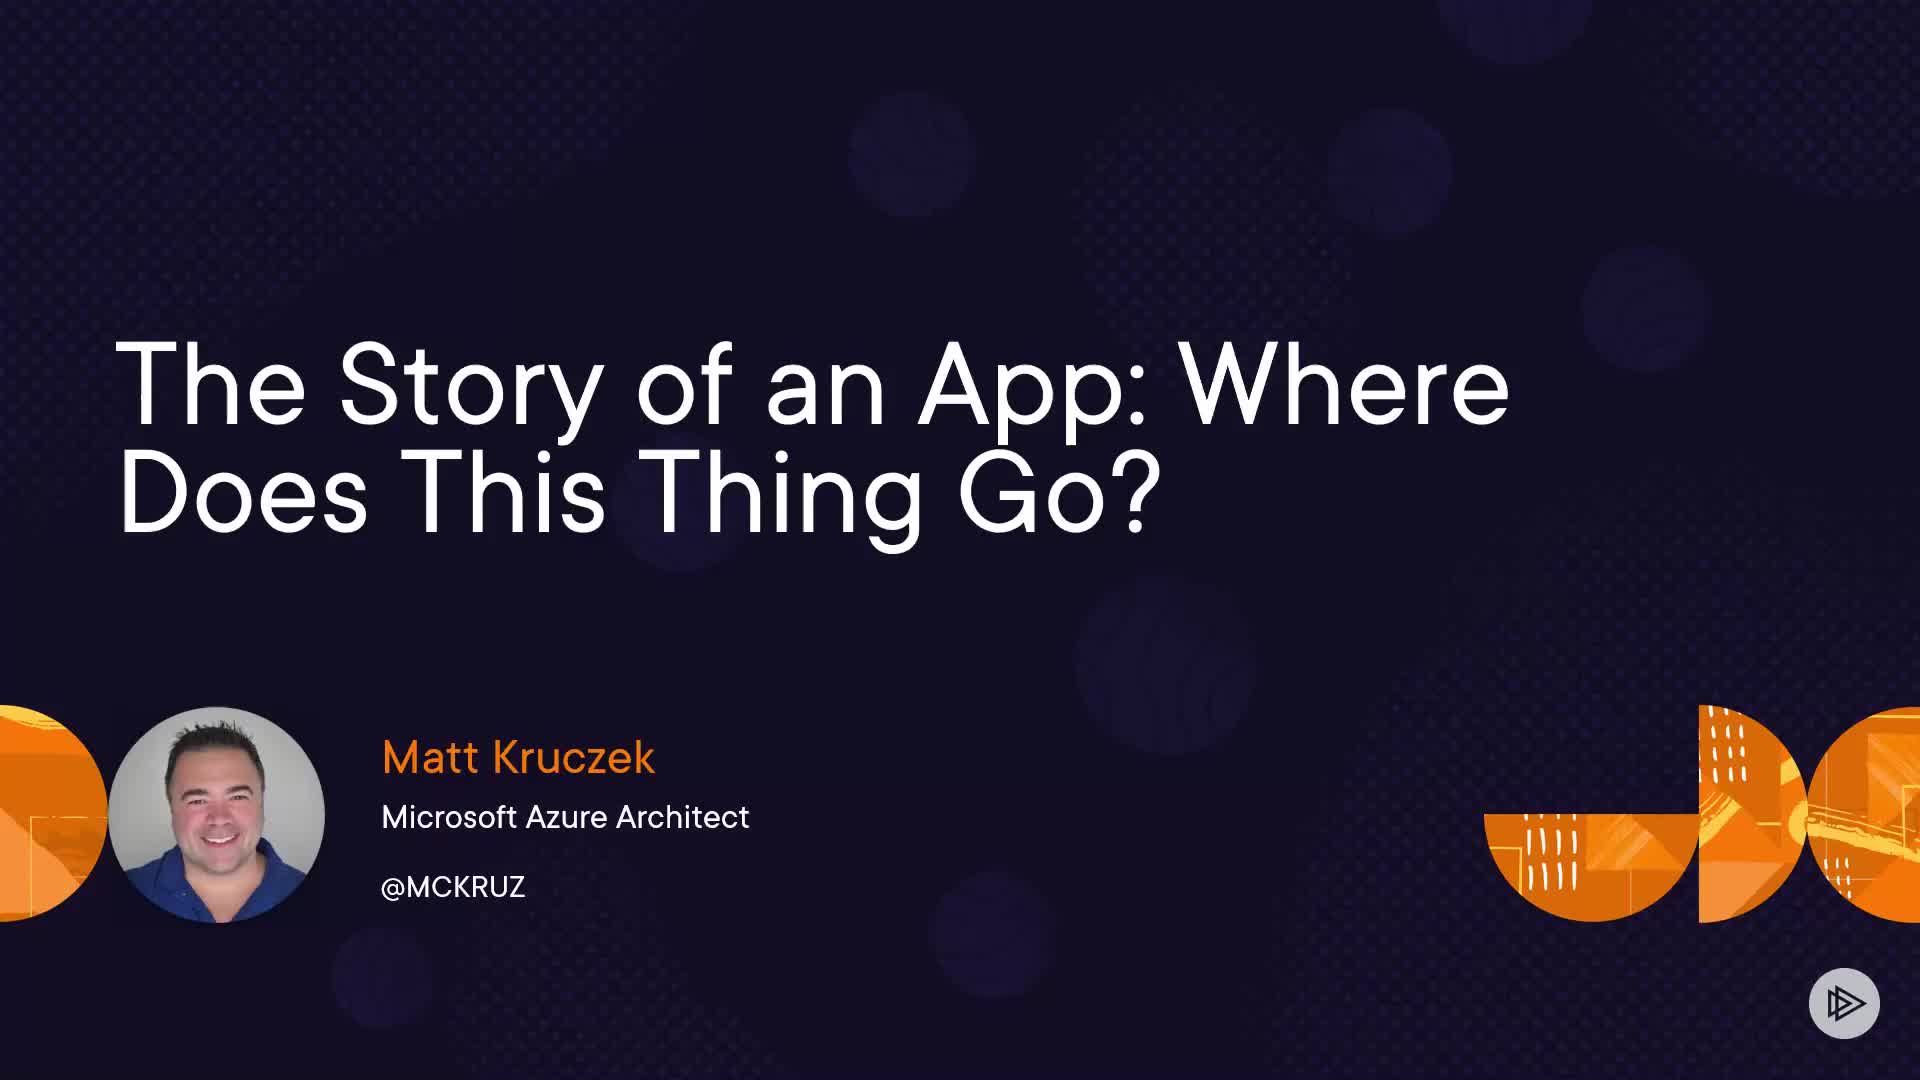 The Story of an App: Where
Does This Thing Go?
Matt Kruczek
Microsoft Azure Architect
@MCKRUZ